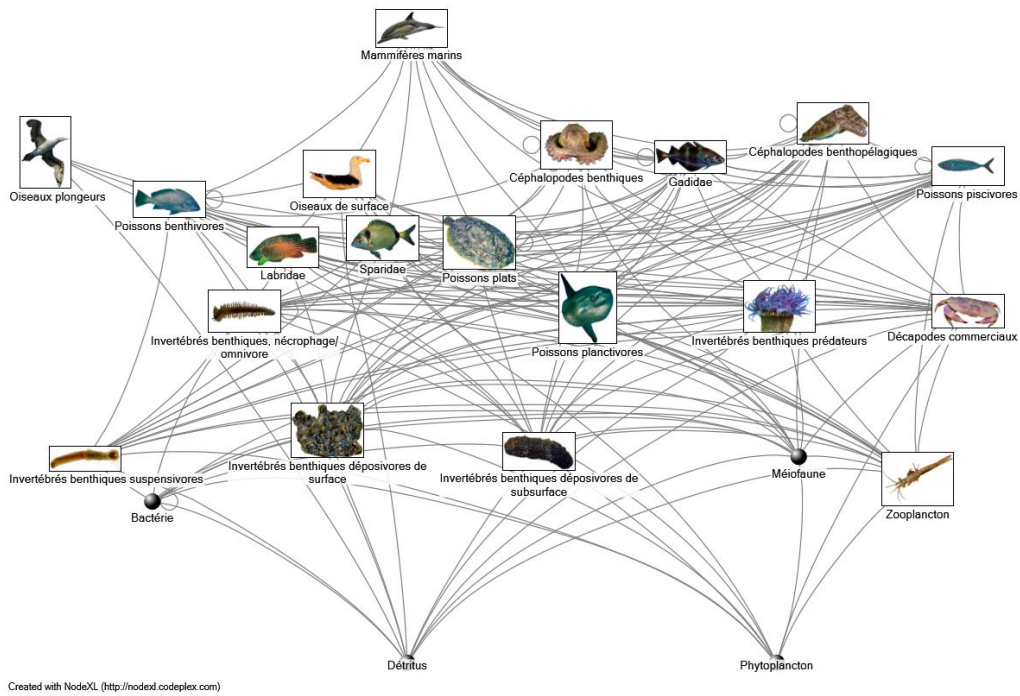 Mammifères marins
Oiseaux plongeurs
Poissons benthivores
Oiseaux de surface
Céphalopodes benthiques
Gadidae
Céphalopodes benthopélagiques
Poissons piscivores
Labridae
Sparidae
Poissons plats
Invertébrés benthiques, nécrophage/
omnivore
Poissons planctivores
Invertébrés benthiques prédateurs
Décapodes commerciaux
Invertébrés benthiques suspensivores
Invertébrés benthiques déposivores de
surface
Invertébrés benthiques déposivores de
subsurface
Méiofaune
Zooplancton
Bactérie
Détritus
Phytoplancton
Created with NodeXL (http://nodexl.codeplex.com)